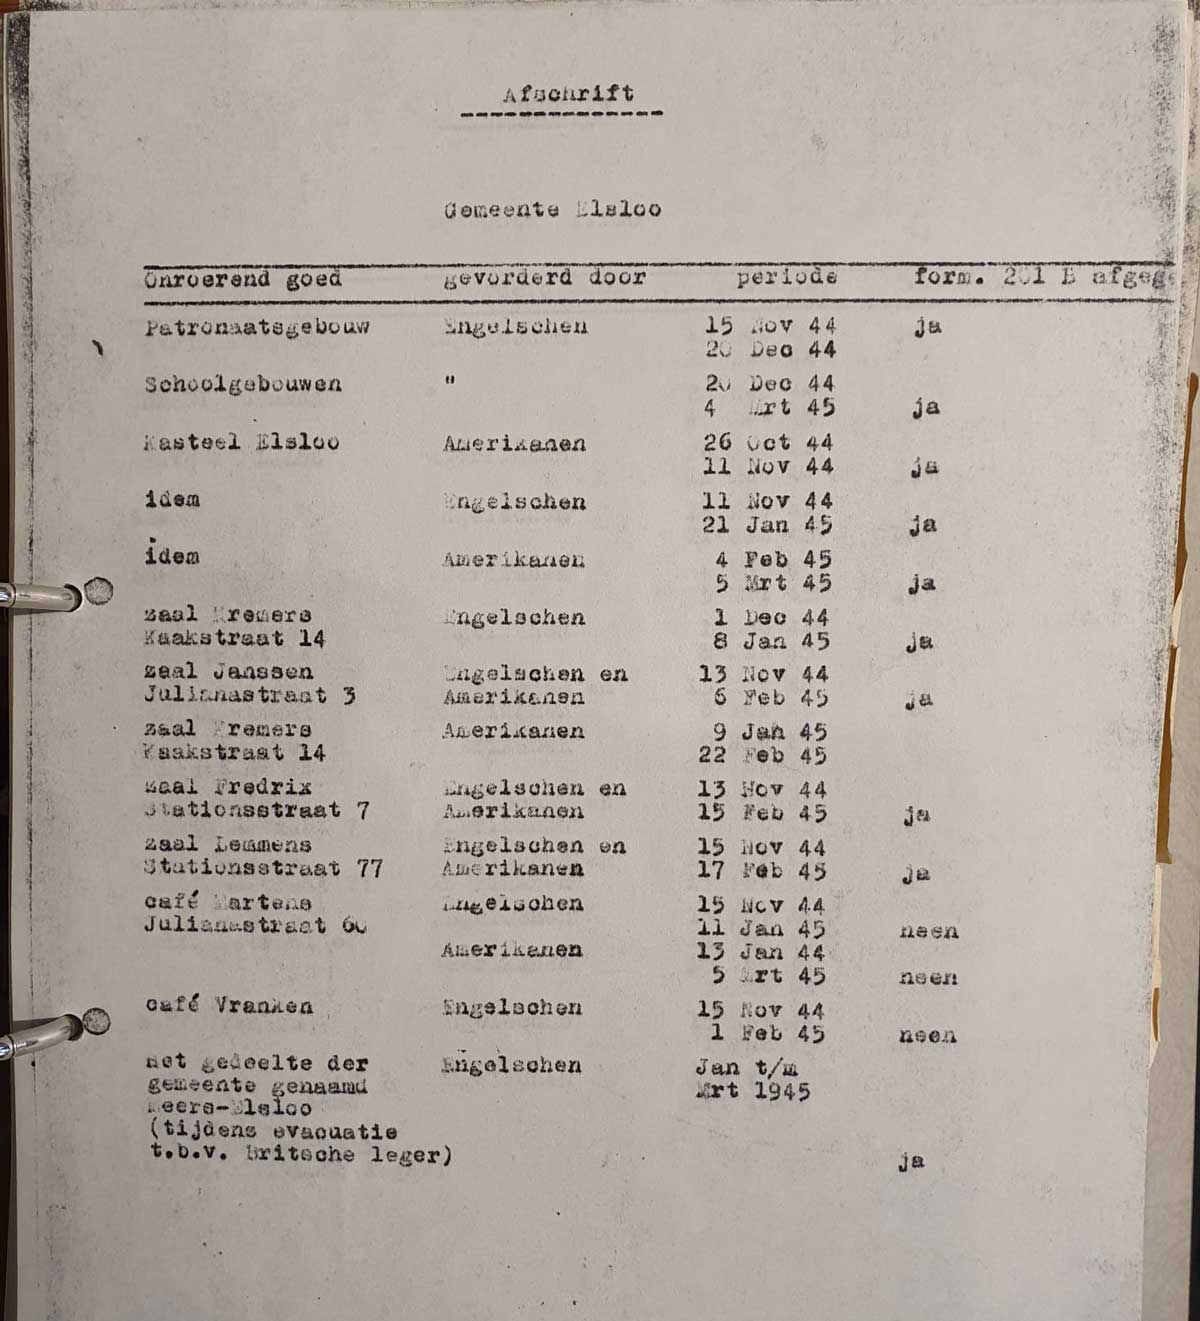 Afschrift
Gemeente Elsloo
Onroerend goed gevorderd door periode form. 201 B afgege
Patronaatsgebouw Engelschen 15 Nov 44 ja
20 Dec 44
Schoolgebouwen " 20 Dec 44
4 Mrt 45 ja
Kasteel Elsloo Amerikanen 26 Oct 44
11 Nov 44 ja
idem Engelschen 11 Nov 44
21 Jan 45 ja
idem Amerikanen 4 Feb 45
5 Mrt 45 ja
zaal Kremers Engelschen 1 Dec 44
Kaakstraat 14 8 Jan 45 ja
zaal Janssen Engelschen en 13 Nov 44
Julianastraat 3 Amerikanen 6 Feb 45 ja
zaal Kremers Amerikanen 9 Jan 45
Kaakstraat 14 22 Feb 45
zaal Fredrix Engelschen en 13 Nov 44
Stationsstraat 7 Amerikanen 15 Feb 45 ja
zaal Lemmens Engelschen en 15 Nov 44
Stationsstraat 77 Amerikanen 17 Feb 45 ja
café Martens Engelschen 15 Nov 44
Julianastraat 60 11 Jan 45 neen
Amerikanen 13 Jan 44
5 Mrt 45 neen
café Vranken Engelschen 15 Nov 44
1 Feb 45 neen
Het gedeelte der Engelschen Jan t/m
gemeente genaamd Mrt 1945
Meers-Elsloo
(tijdens evacuatie
t.b.v. Britsche leger) ja